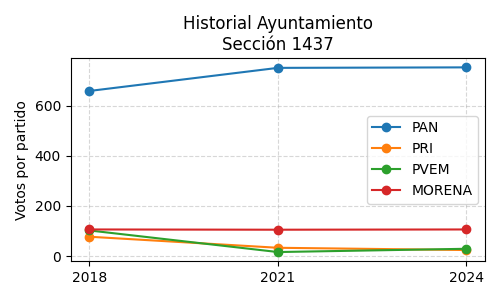 Historial Ayuntamiento
Sección 1437
Votos por partido
600
400
200
0
2018
2021
2024
PAN
PRI
PVEM
MORENA